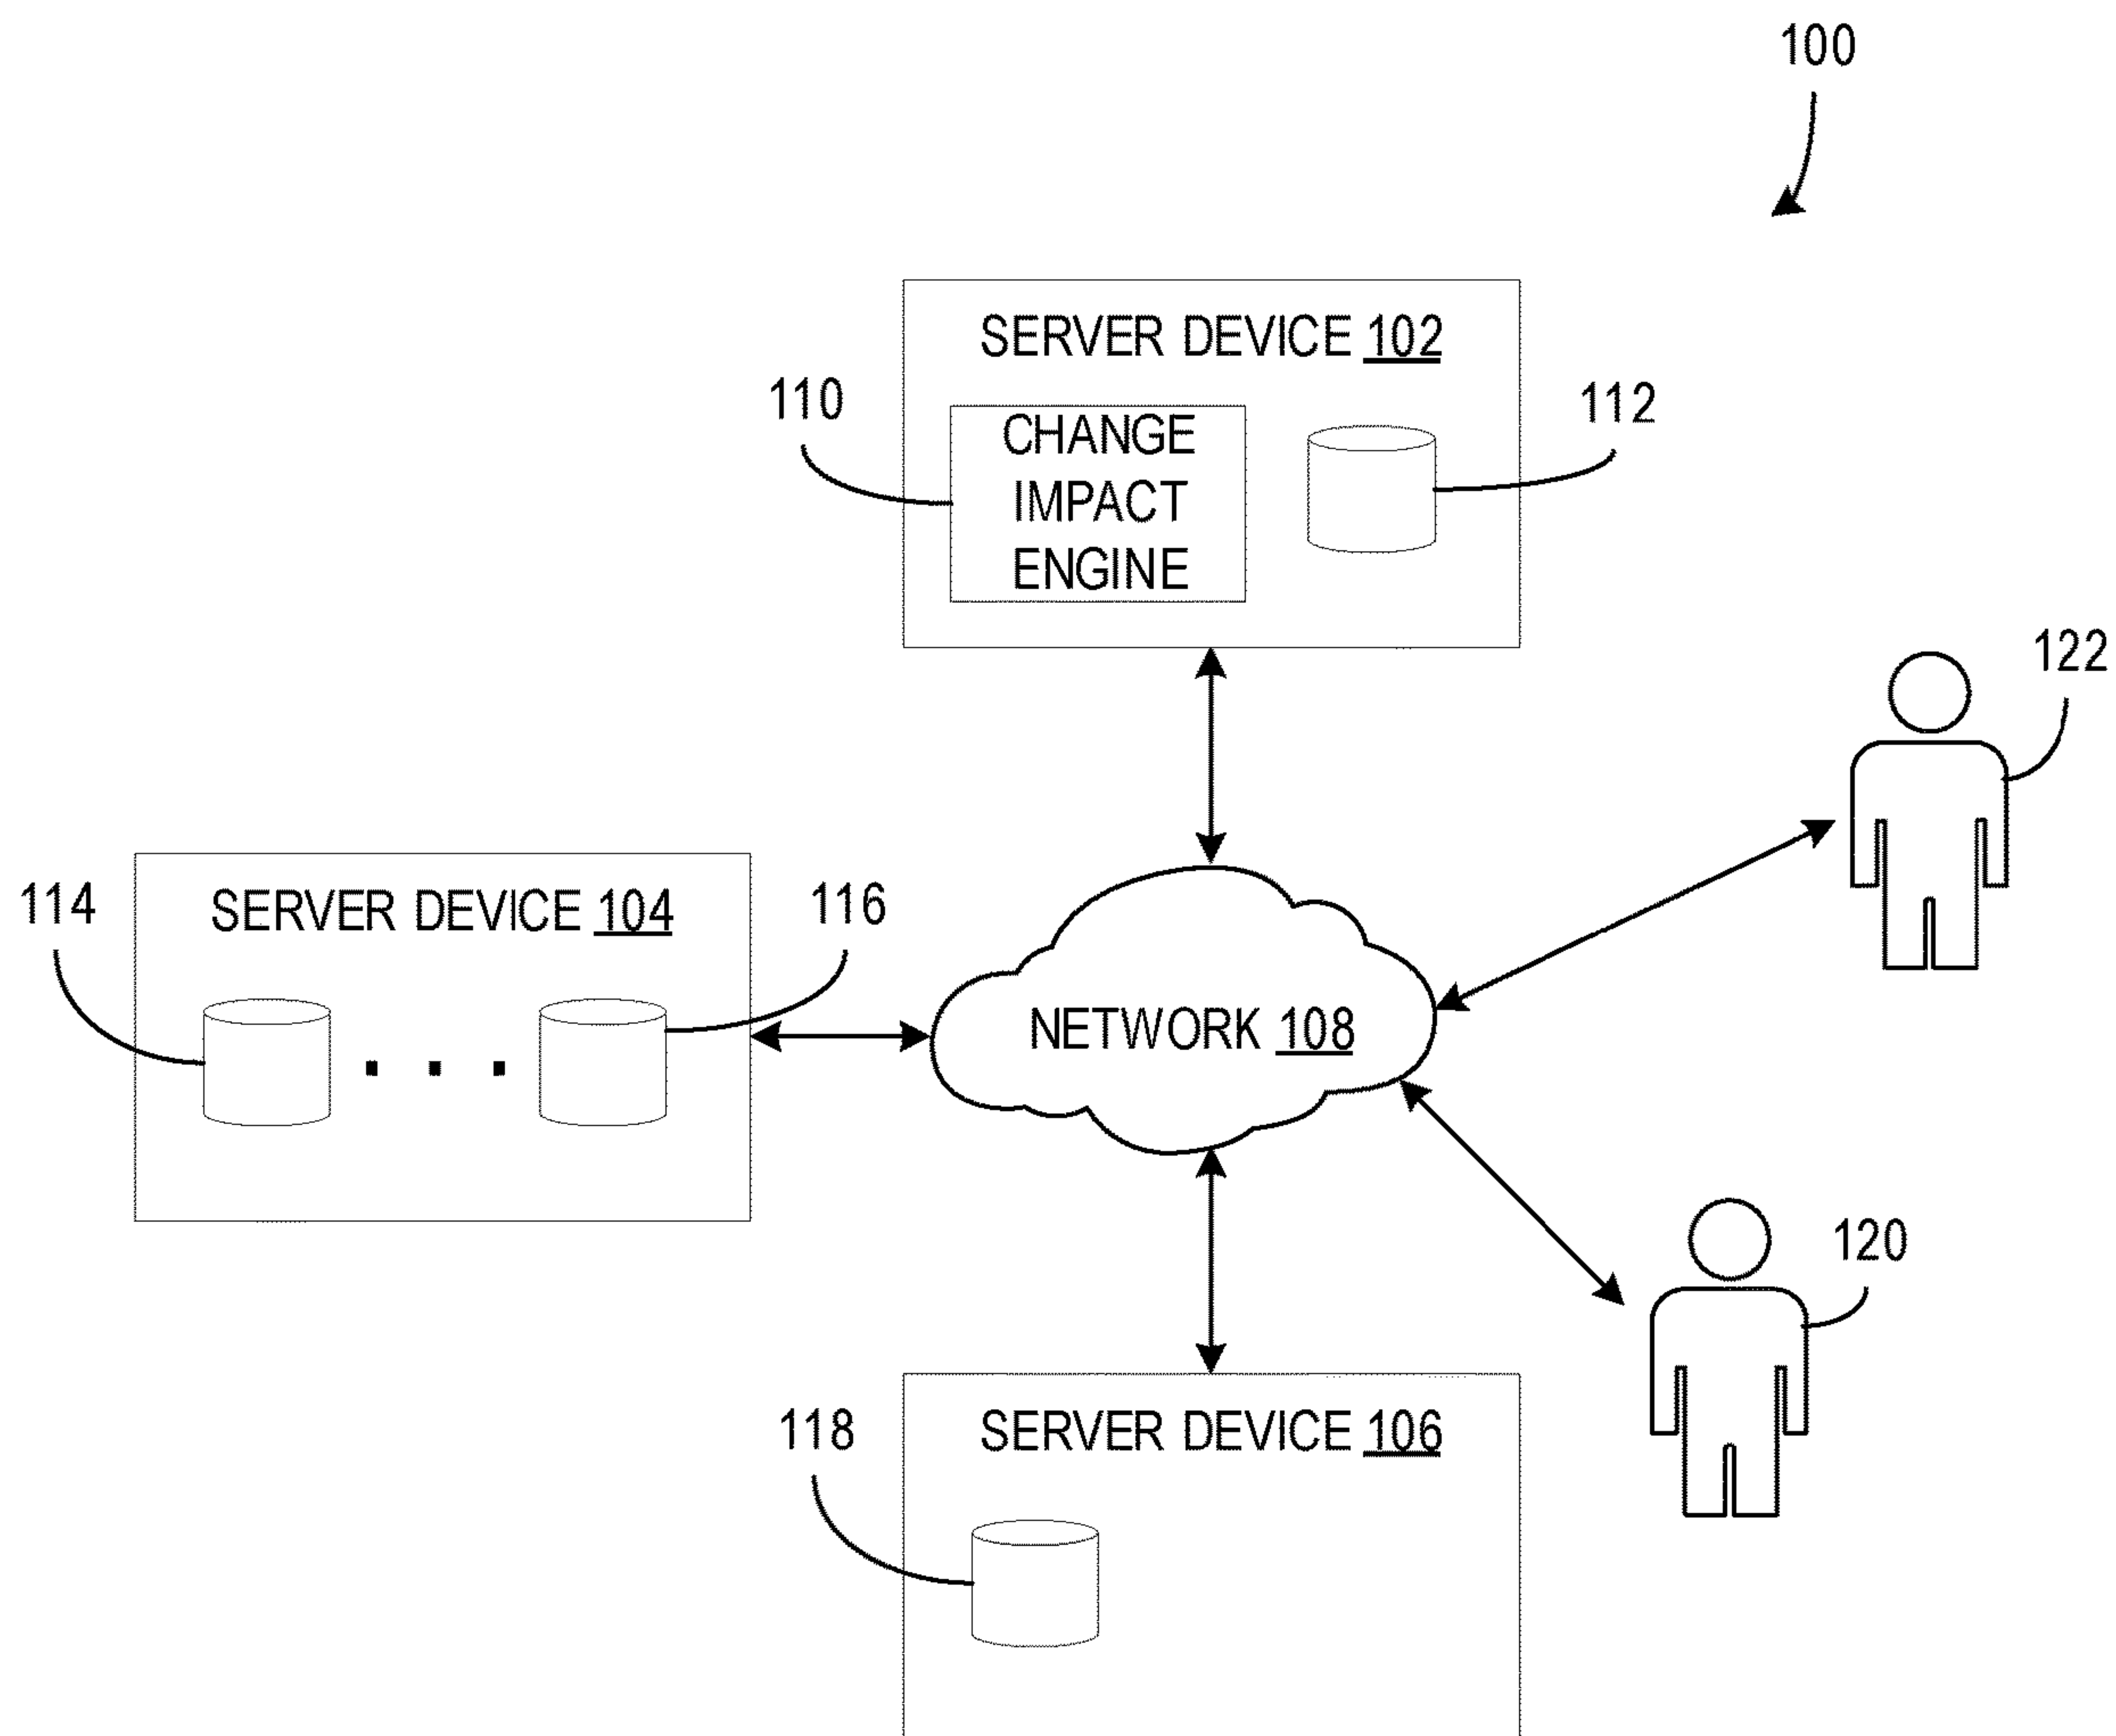 100
SERVER DEVICE 102
110
CHANGE
IMPACT
ENGINE
112
122
114
SERVER DEVICE 104
116
NETWORK 108
120
118
SERVER DEVICE 106